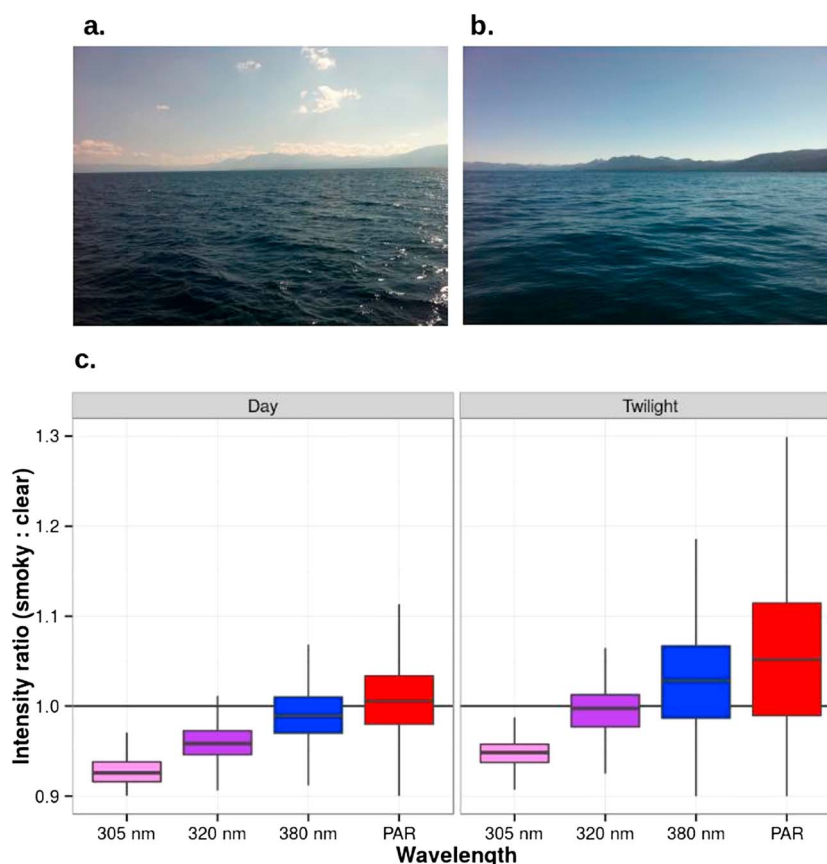 a.
b.
c.
Day
Twilight
Intensity ratio (smoky : clear)
1.3
1.2
1.1
1.0
0.9
305 nm 320 nm 380 nm PAR
305 nm 320 nm 380 nm PAR
Wavelength